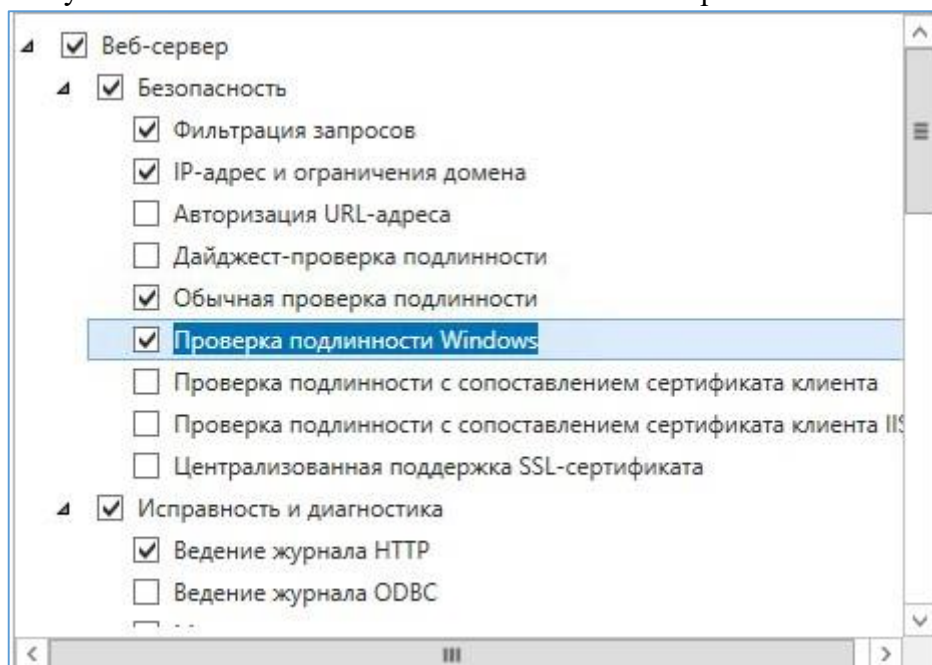 Веб-сервер
Безопасность
Фильтрация запросов
IP-адрес и ограничения домена
Авторизация URL-адреса
Дайджест-проверка подлинности
Обычная проверка подлинности
Проверка подлинности Windows
Проверка подлинности с сопоставлением сертификата клиента
Проверка подлинности с сопоставлением сертификата клиента IIS
Централизованная поддержка SSL-сертификата
Исправность и диагностика
Ведение журнала HTTP
Ведение журнала ODBC